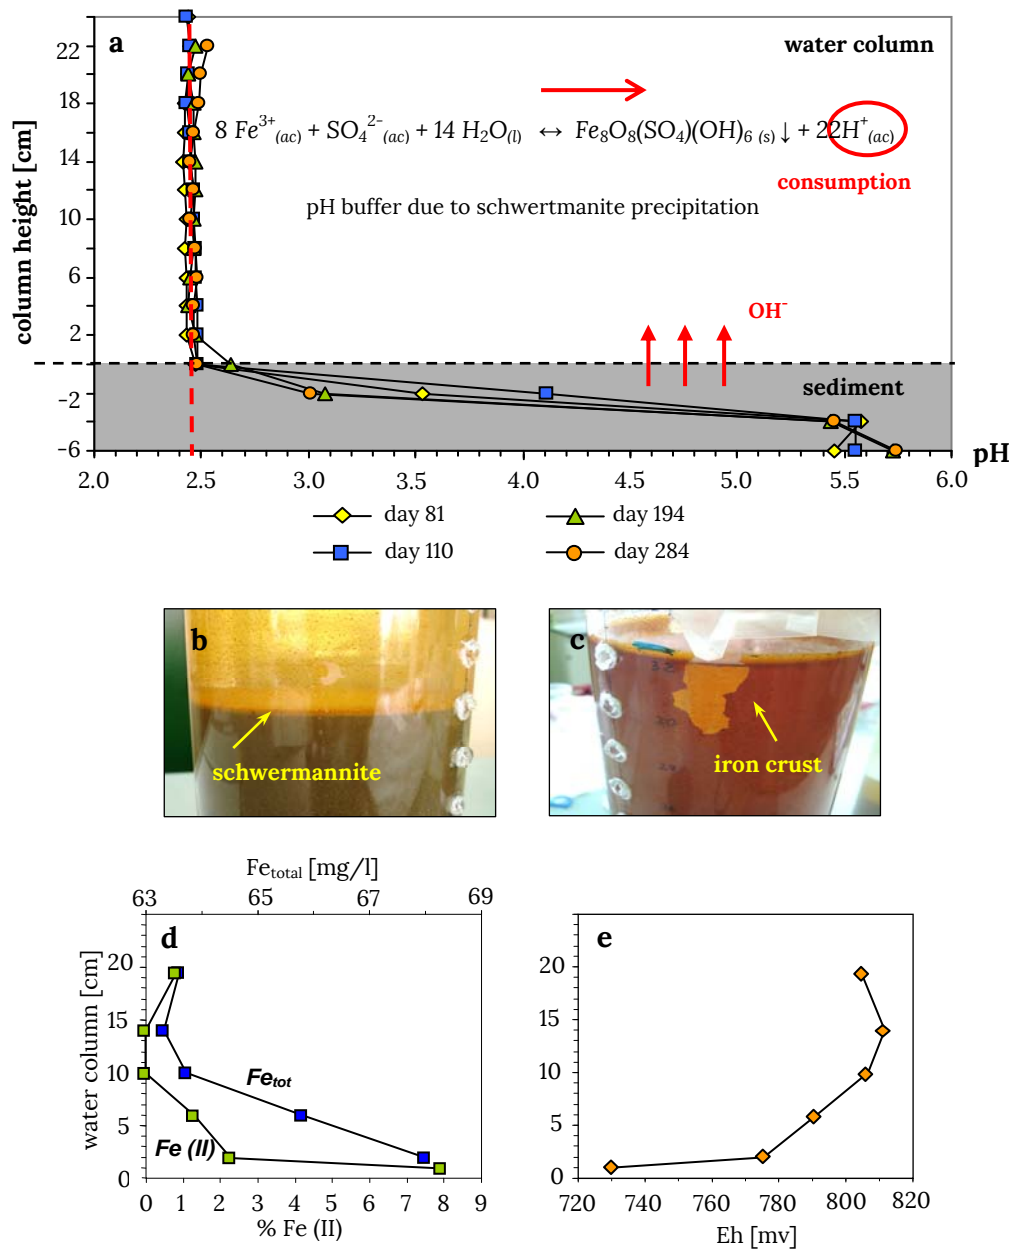 a
water column
22
18
14
10
6
2
-2
-6
column height [cm]
8 Fe³⁺(ac) + SO₄²⁻(ac) + 14 H₂O(l) ↔ Fe₈O₈(SO₄)(OH)₆ (s) ↓ + 22H⁺(ac)
consumption
pH buffer due to schwertmanite precipitation
OH⁻
sediment
2.0 2.5 3.0 3.5 4.0 4.5 5.0 5.5 6.0
pH
day 81
day 194
day 110
day 284
b
schwermannite
c
iron crust
Fetotal [mg/l]
63 65 67 69
d
20
15
10
5
0
water column [cm]
Fetot
Fe (II)
0 1 2 3 4 5 6 7 8 9
% Fe (II)
e
20
15
10
5
0
720 740 760 780 800 820
Eh [mv]